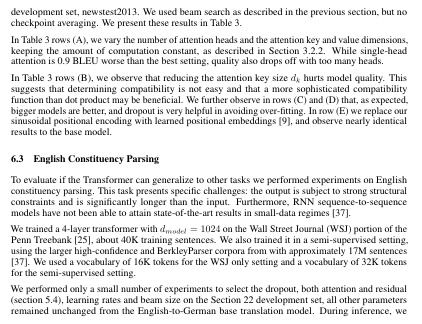 development set, newstest2013. We used beam search as described in the previous section, but no
checkpoint averaging. We present these results in Table 3.
In Table 3 rows (A), we vary the number of attention heads and the attention key and value dimensions,
keeping the amount of computation constant, as described in Section 3.2.2. While single-head
attention is 0.9 BLEU worse than the best setting, quality also drops off with too many heads.
In Table 3 rows (B), we observe that reducing the attention key size dk hurts model quality. This
suggests that determining compatibility is not easy and that a more sophisticated compatibility
function than dot product may be beneficial. We further observe in rows (C) and (D) that, as expected,
bigger models are better, and dropout is very helpful in avoiding over-fitting. In row (E) we replace our
sinusoidal positional encoding with learned positional embeddings [9], and observe nearly identical
results to the base model.
6.3 English Constituency Parsing
To evaluate if the Transformer can generalize to other tasks we performed experiments on English
constituency parsing. This task presents specific challenges: the output is subject to strong structural
constraints and is significantly longer than the input. Furthermore, RNN sequence-to-sequence
models have not been able to attain state-of-the-art results in small-data regimes [37].
We trained a 4-layer transformer with dmodel = 1024 on the Wall Street Journal (WSJ) portion of the
Penn Treebank [25], about 40K training sentences. We also trained it in a semi-supervised setting,
using the larger high-confidence and BerkleyParser corpora from with approximately 17M sentences
[37]. We used a vocabulary of 16K tokens for the WSJ only setting and a vocabulary of 32K tokens
for the semi-supervised setting.
We performed only a small number of experiments to select the dropout, both attention and residual
(section 5.4), learning rates and beam size on the Section 22 development set, all other parameters
remained unchanged from the English-to-German base translation model. During inference, we